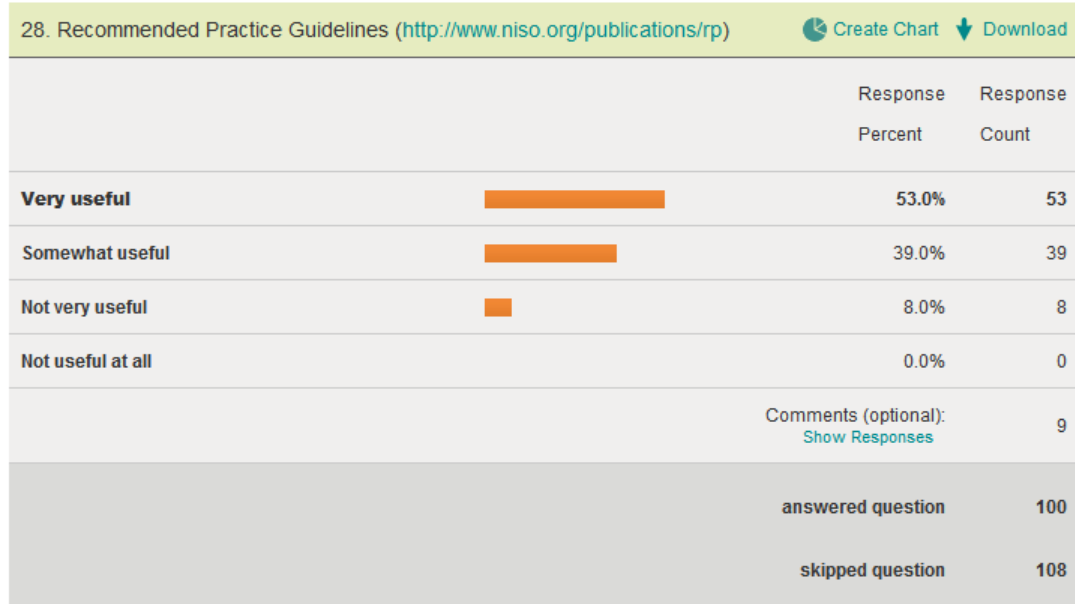 28. Recommended Practice Guidelines (http://www.niso.org/publications/rp) Create Chart Download
Response Response
Percent Count
Very useful 53.0% 53
Somewhat useful 39.0% 39
Not very useful 8.0% 8
Not useful at all 0.0% 0
Comments (optional): 9
Show Responses
answered question 100
skipped question 108